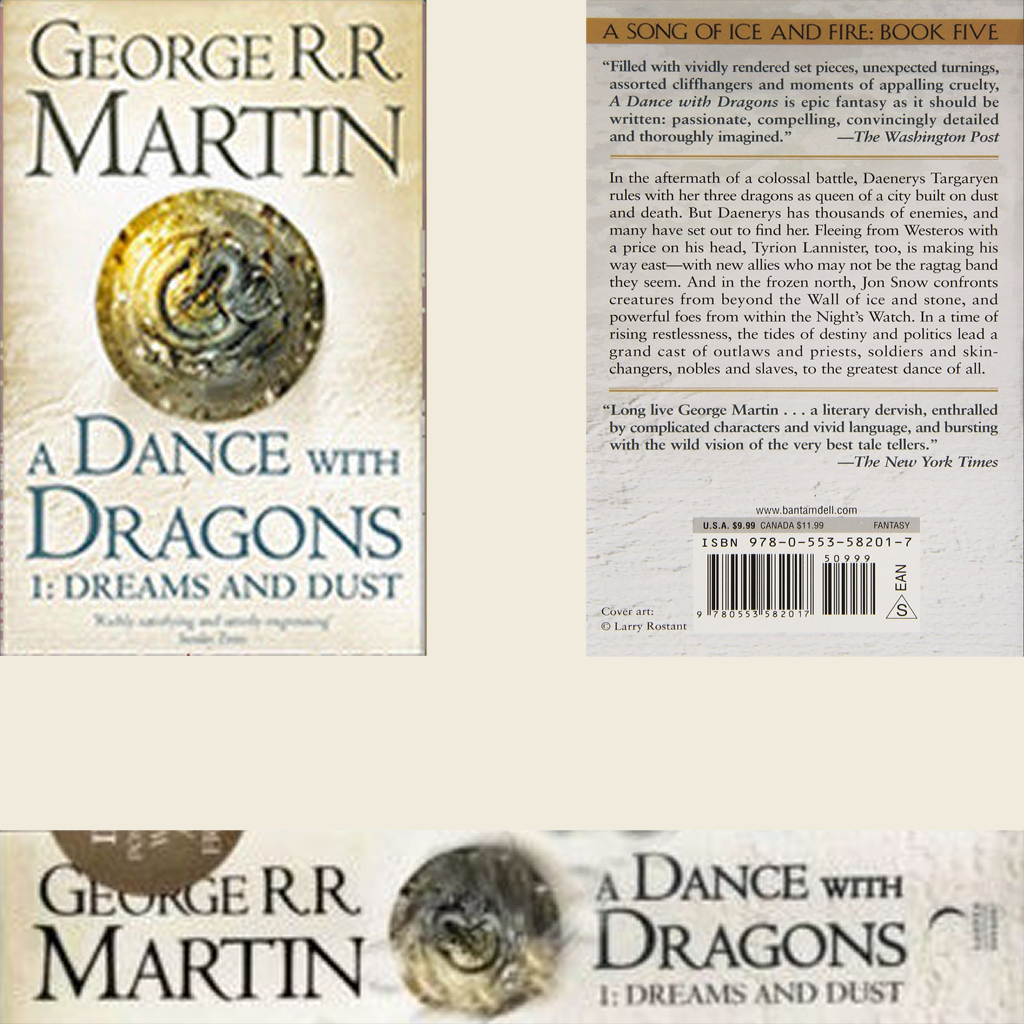 GEORGE R.R.
MARTIN
A DANCE WITH
DRAGONS
1: DREAMS AND DUST
'Richly satisfying and utterly engrossing'
Sunday Times
A SONG OF ICE AND FIRE: BOOK FIVE
“Filled with vividly rendered set pieces, unexpected turnings,
assorted cliffhangers and moments of appalling cruelty,
A Dance with Dragons is epic fantasy as it should be
written: passionate, compelling, convincingly detailed
and thoroughly imagined.” —The Washington Post
In the aftermath of a colossal battle, Daenerys Targaryen
rules with her three dragons as queen of a city built on dust
and death. But Daenerys has thousands of enemies, and
many have set out to find her. Fleeing from Westeros with
a price on his head, Tyrion Lannister, too, is making his
way east—with new allies who may not be the ragtag band
they seem. And in the frozen north, Jon Snow confronts
creatures from beyond the Wall of ice and stone, and
powerful foes from within the Night's Watch. In a time of
rising restlessness, the tides of destiny and politics lead a
grand cast of outlaws and priests, soldiers and skin-
changers, nobles and slaves, to the greatest dance of all.
“Long live George Martin . . . a literary dervish, enthralled
by complicated characters and vivid language, and bursting
with the wild vision of the very best tale tellers.”
—The New York Times
www.bantamdell.com
U.S.A. $9.99 CANADA $11.99 FANTASY
ISBN 978-0-553-58201-7
50999
EAN
S
9 780553 582017
Cover art:
© Larry Rostant
GEORGE R.R.
MARTIN
A DANCE WITH
DRAGONS
1: DREAMS AND DUST